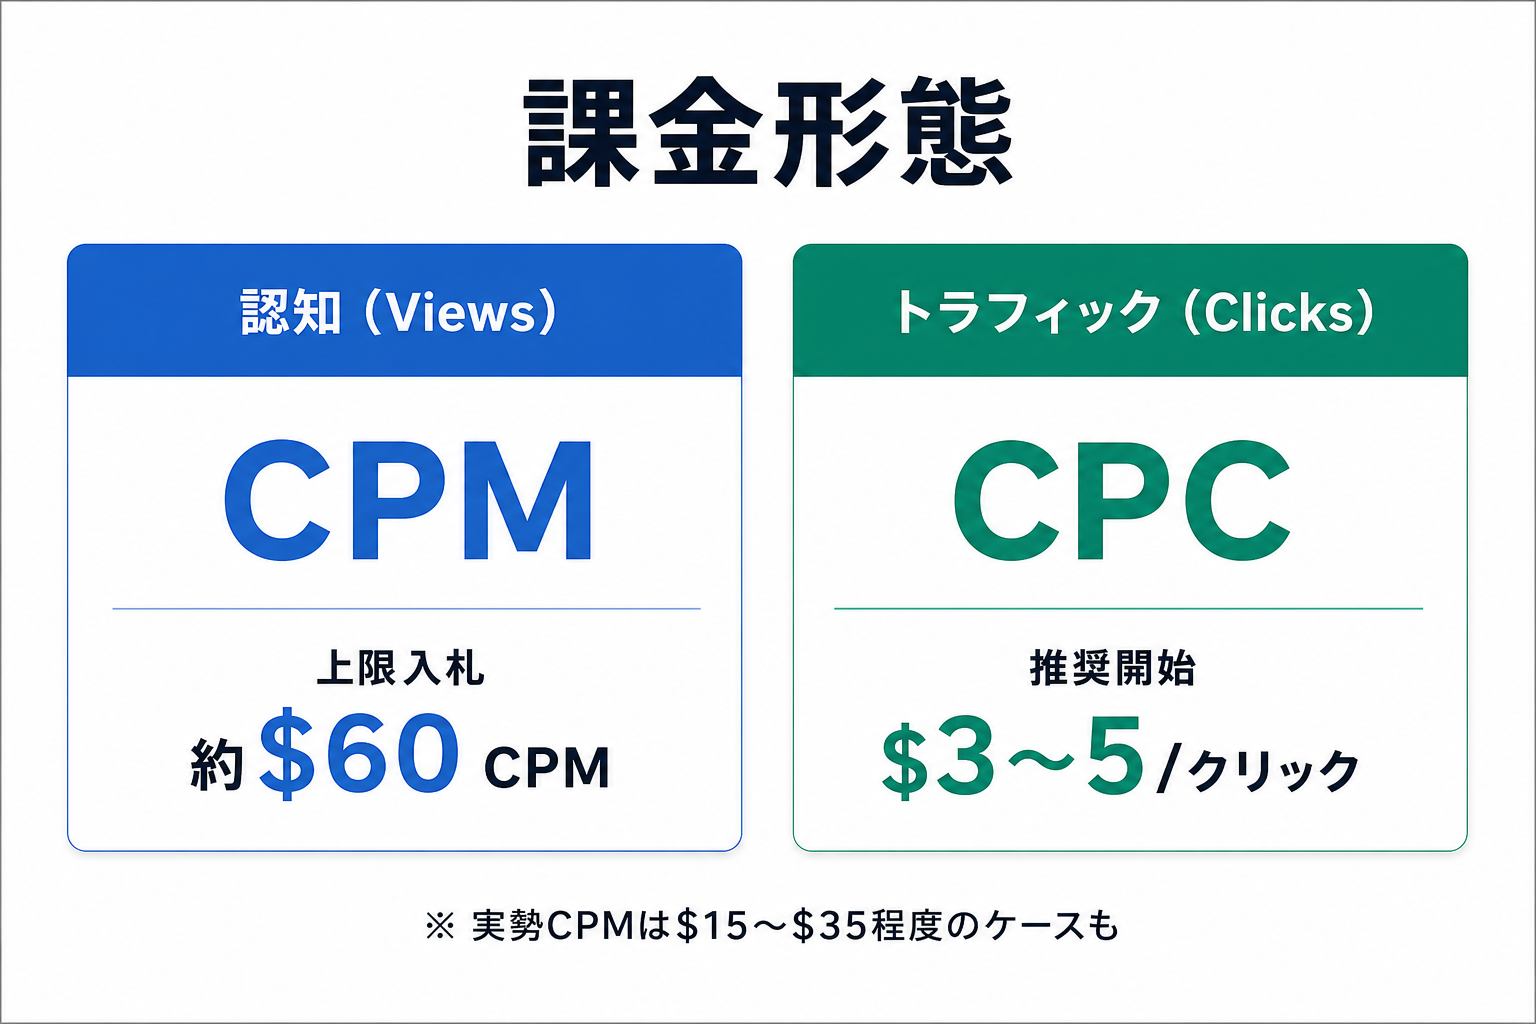 課金形態
認知（Views）
CPM
上限入札
約$60 CPM
トラフィック（Clicks）
CPC
推奨開始
$3〜5/クリック
※ 実勢CPMは$15〜$35程度のケースも